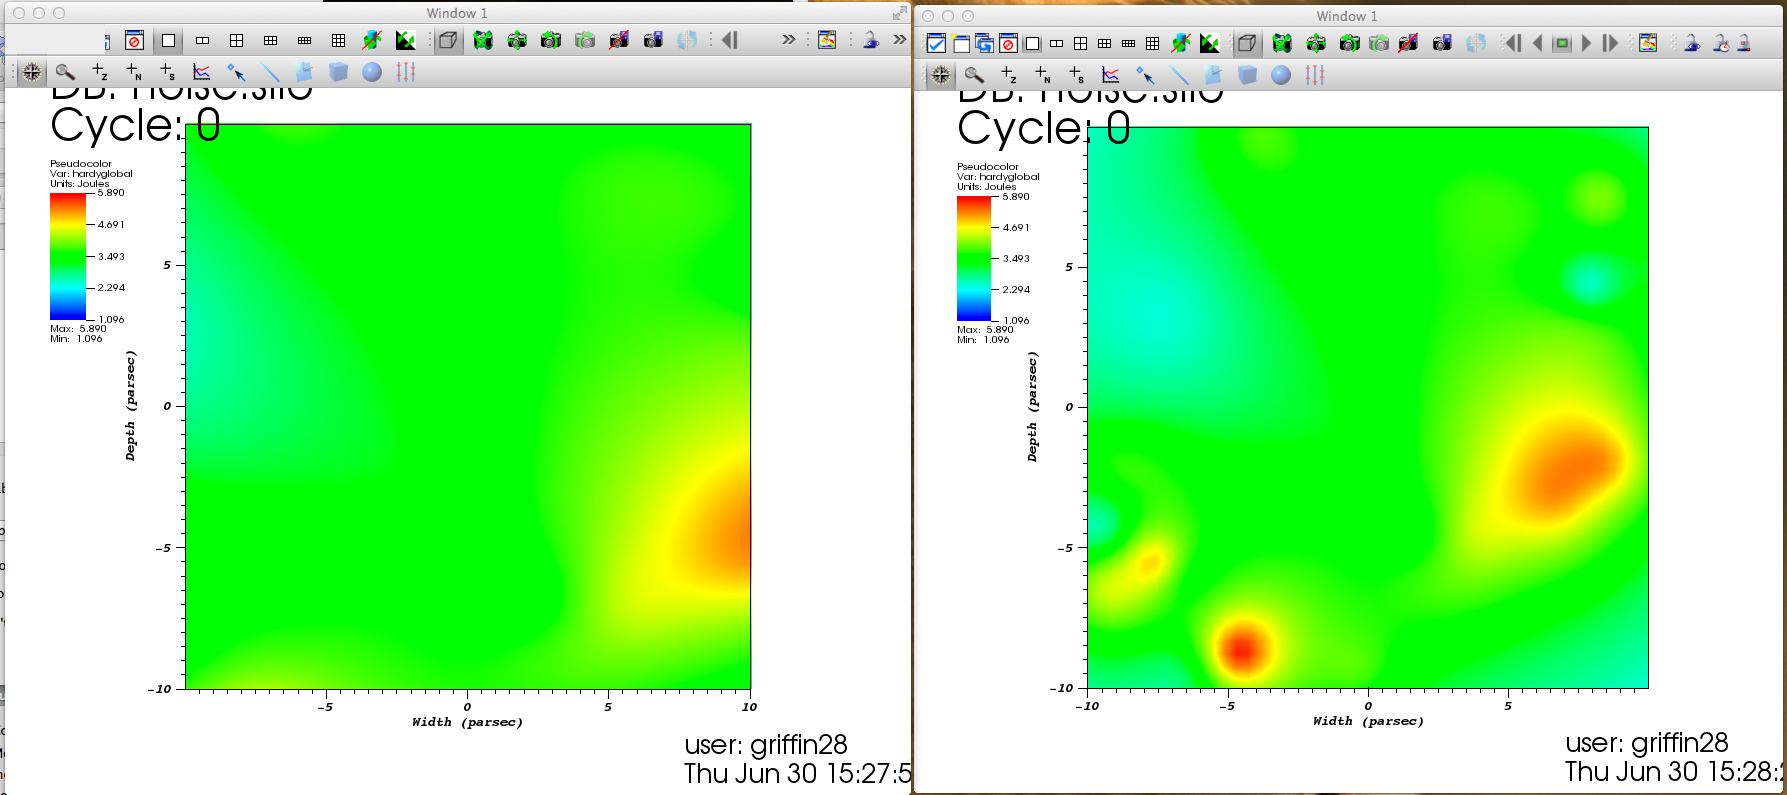 Window 1
DB: noise.silo
Cycle: 0
Pseudocolor
Var: hardyglobal
Units: Joules
5.890
4.691
3.493
2.294
1.096
Max: 5.890
Min: 1.096
Depth (parsec)
5
0
-5
-10
-5
0
5
10
Width (parsec)
user: griffin28
Thu Jun 30 15:27:5
Window 1
DB: noise.silo
Cycle: 0
Pseudocolor
Var: hardyglobal
Units: Joules
5.890
4.691
3.493
2.294
1.096
Max: 5.890
Min: 1.096
Depth (parsec)
5
0
-5
-10
-10
-5
0
5
Width (parsec)
user: griffin28
Thu Jun 30 15:28: